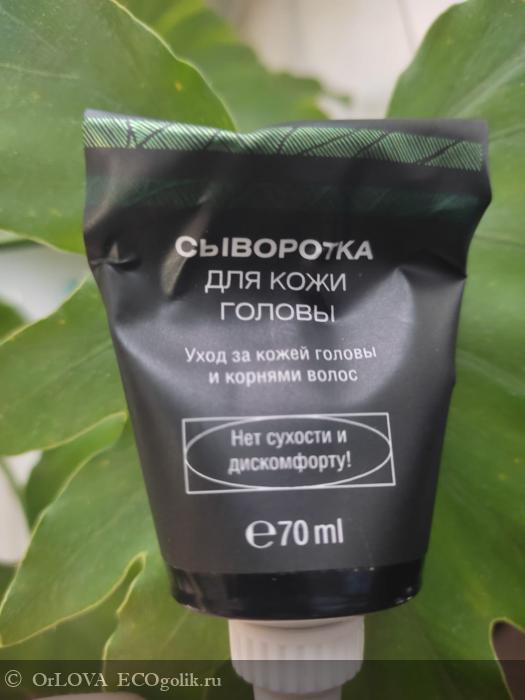 СЫВОРОТКА
ДЛЯ КОЖИ
ГОЛОВЫ
Уход за кожей головы
и корнями волос
Нет сухости и
дискомфорту!
℮70 ml
© OrLOVA ECOgolik.ru